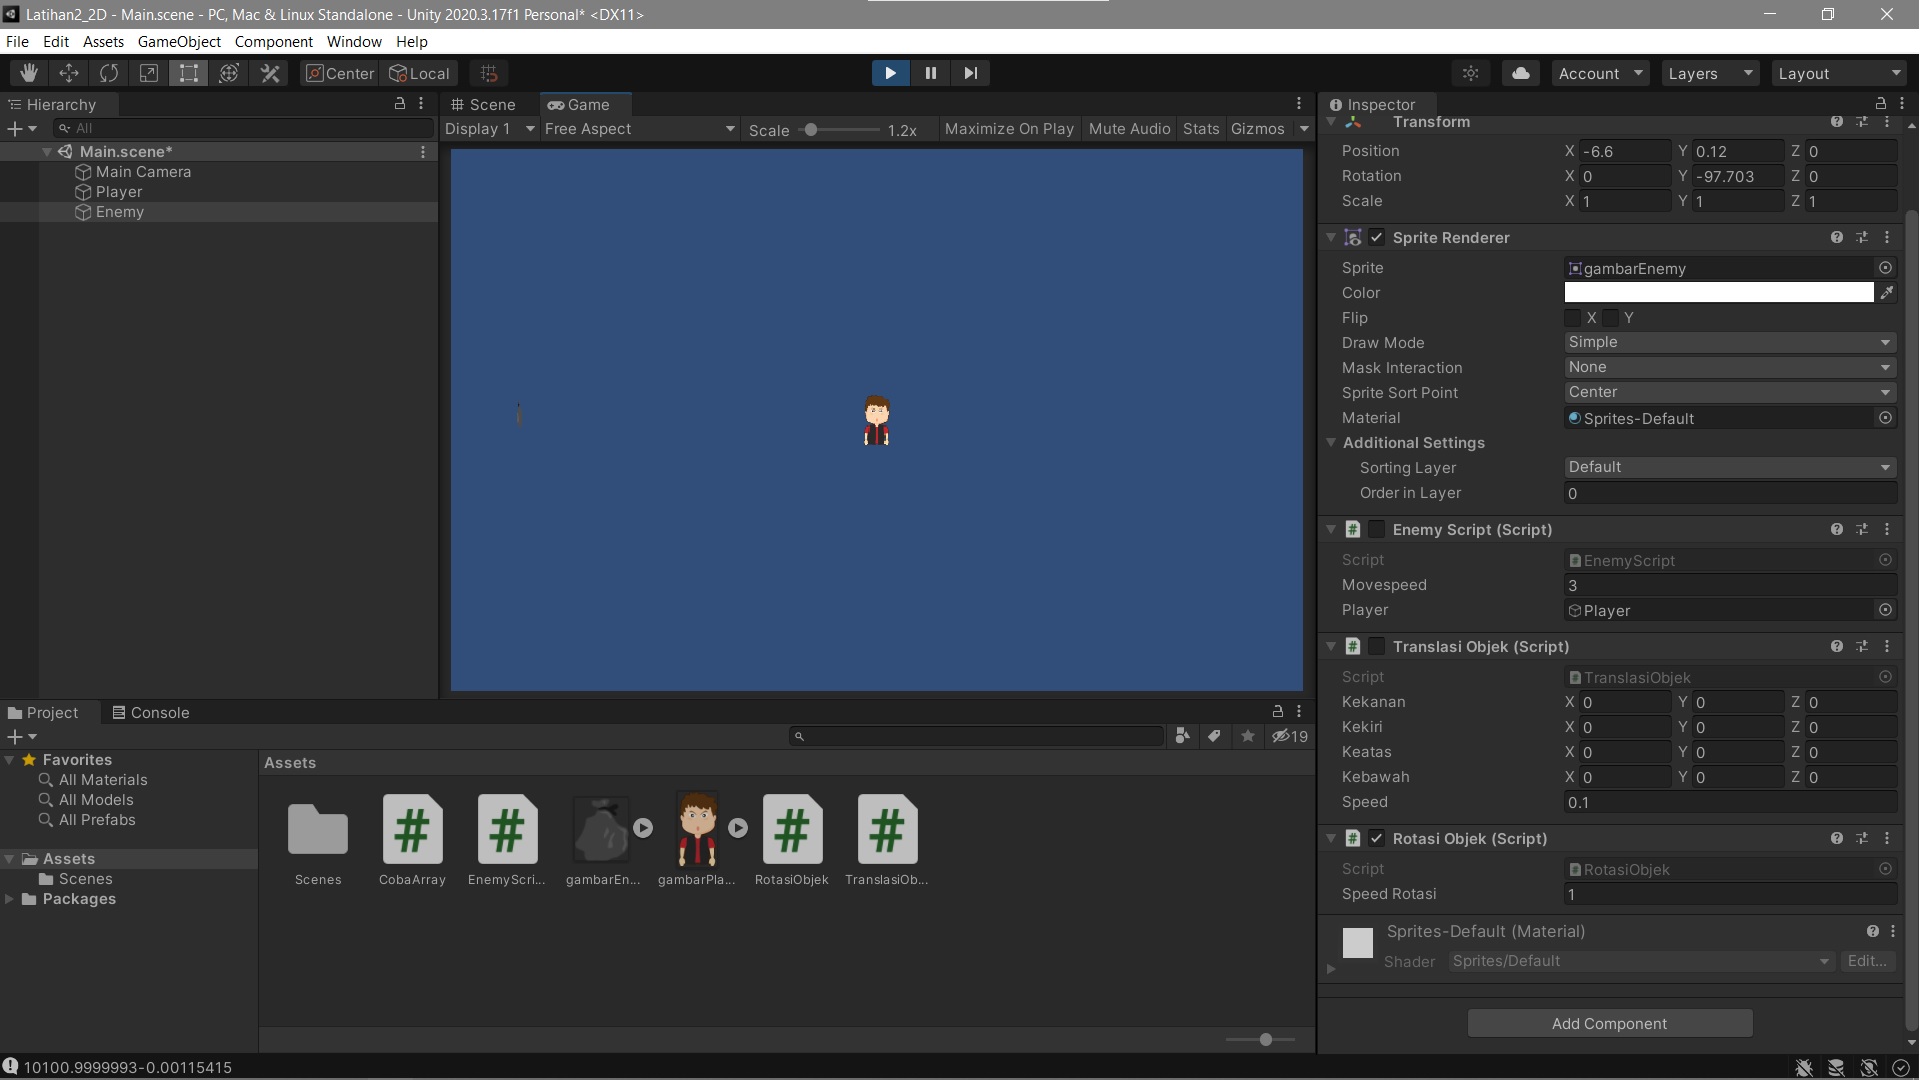 Latihan2_2D - Main.scene - PC, Mac & Linux Standalone - Unity 2020.3.17f1 Personal* <DX11>
File Edit Assets GameObject Component Window Help
Center Local Account Layers Layout
Hierarchy
All
Main.scene*
Main Camera
Player
Enemy
Scene Game
Display 1 Free Aspect Scale 1.2x Maximize On Play Mute Audio Stats Gizmos
Inspector
Transform
Position X -6.6 Y 0.12 Z 0
Rotation X 0 Y -97.703 Z 0
Scale X 1 Y 1 Z 1
Sprite Renderer
Sprite gambarEnemy
Color
Flip X Y
Draw Mode Simple
Mask Interaction None
Sprite Sort Point Center
Material Sprites-Default
Additional Settings
Sorting Layer Default
Order in Layer 0
# Enemy Script (Script)
Script EnemyScript
Movespeed 3
Player Player
# Translasi Objek (Script)
Script TranslasiObjek
Kekanan X 0 Y 0 Z 0
Kekiri X 0 Y 0 Z 0
Keatas X 0 Y 0 Z 0
Kebawah X 0 Y 0 Z 0
Speed 0.1
# Rotasi Objek (Script)
Script RotasiObjek
Speed Rotasi 1
Sprites-Default (Material)
Shader Sprites/Default Edit...
Add Component
Project Console
19
Favorites
All Materials
All Models
All Prefabs
Assets
Scenes
Packages
Assets
# # # #
Scenes CobaArray EnemyScri... gambarEn... gambarPla... RotasiObjek TranslasiOb...
10100.9999993-0.00115415